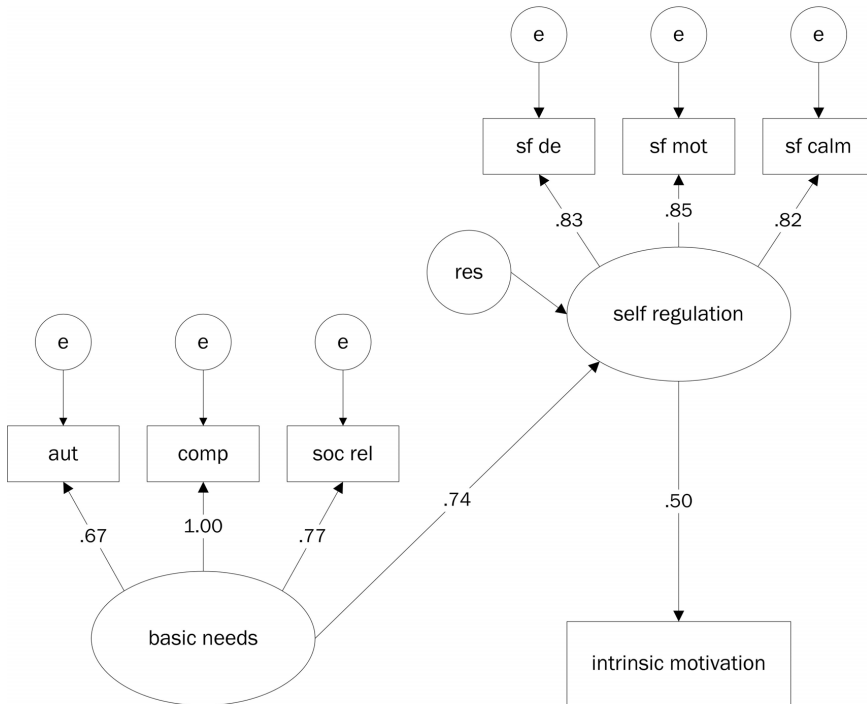 e e e
sf de sf mot sf calm
.83 .85 .82
res
self regulation
e e e
aut comp soc rel
.74 .50
.67 1.00 .77
basic needs
intrinsic motivation